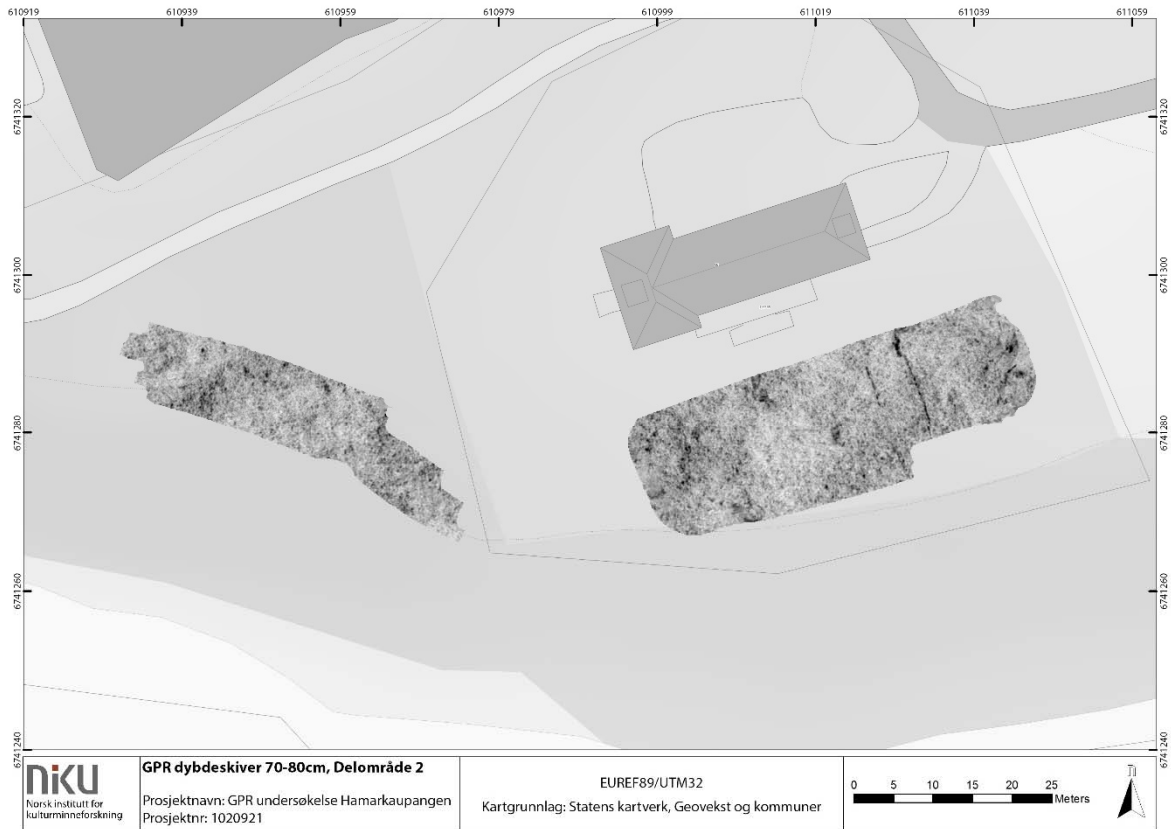 610919 610939 610959 610979 610999 611019 611039 611059
6741320 6741320
6741300 6741300
6741280 6741280
6741260 6741260
6741240 6741240
niku
Norsk institutt for
kulturminneforskning
GPR dybdeskiver 70-80cm, Delområde 2
Prosjektnavn: GPR undersøkelse Hamarkaupangen
Prosjektnr: 1020921
EUREF89/UTM32
Kartgrunnlag: Statens kartverk, Geovekst og kommuner
0 5 10 15 20 25
Meters